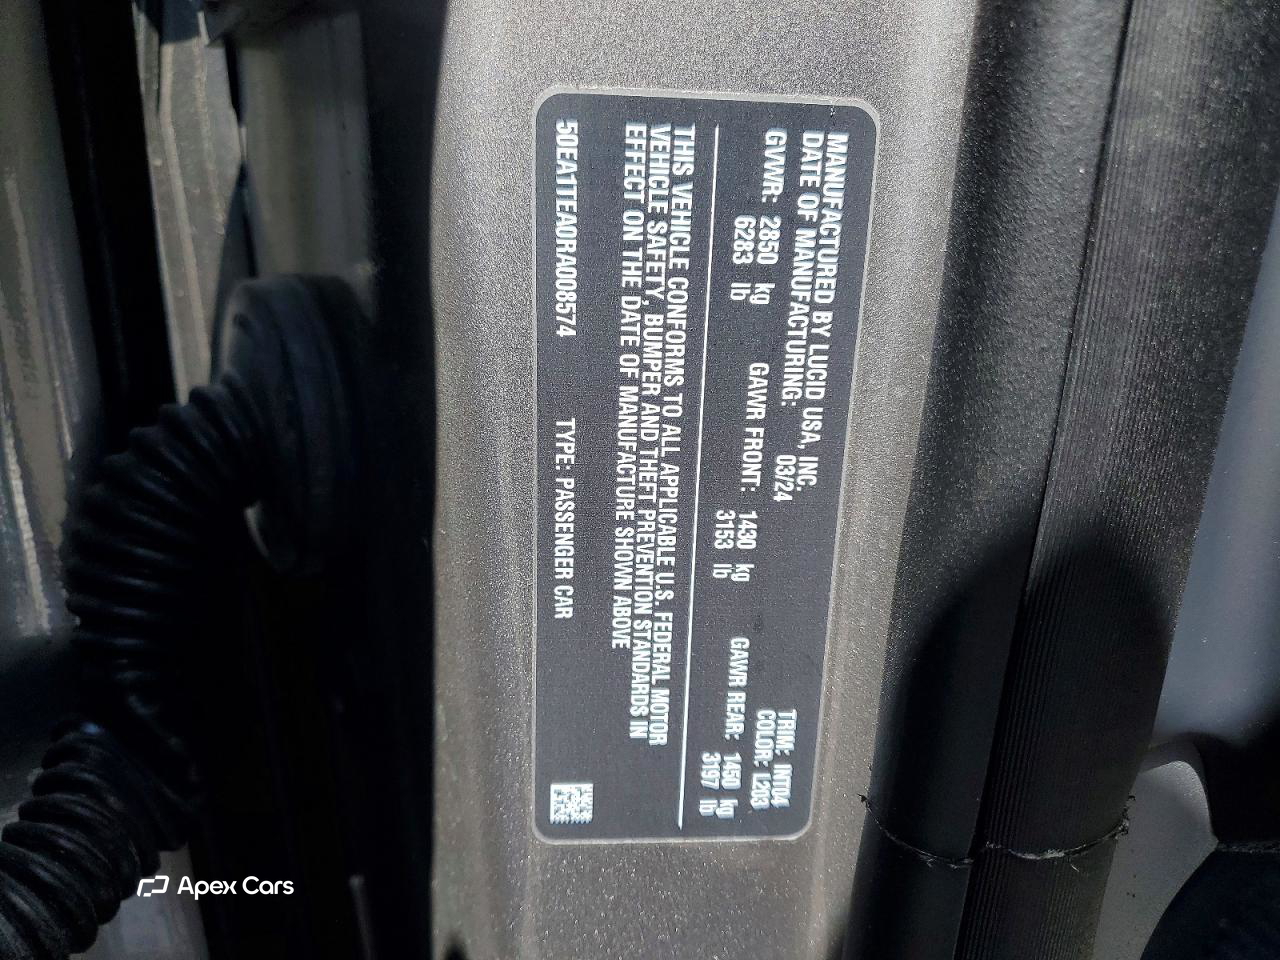 MANUFACTURED BY LUCID USA, INC.
DATE OF MANUFACTURING: 03/24
TRIM: INT04
COLOR: L203
GVWR: 2850 kg GAWR FRONT: 1430 kg GAWR REAR: 1450 kg
6283 lb 3153 lb 3197 lb
THIS VEHICLE CONFORMS TO ALL APPLICABLE U.S. FEDERAL MOTOR
VEHICLE SAFETY, BUMPER AND THEFT PREVENTION STANDARDS IN
EFFECT ON THE DATE OF MANUFACTURE SHOWN ABOVE
50EA1TEA0RA008574 TYPE: PASSENGER CAR
Apex Cars